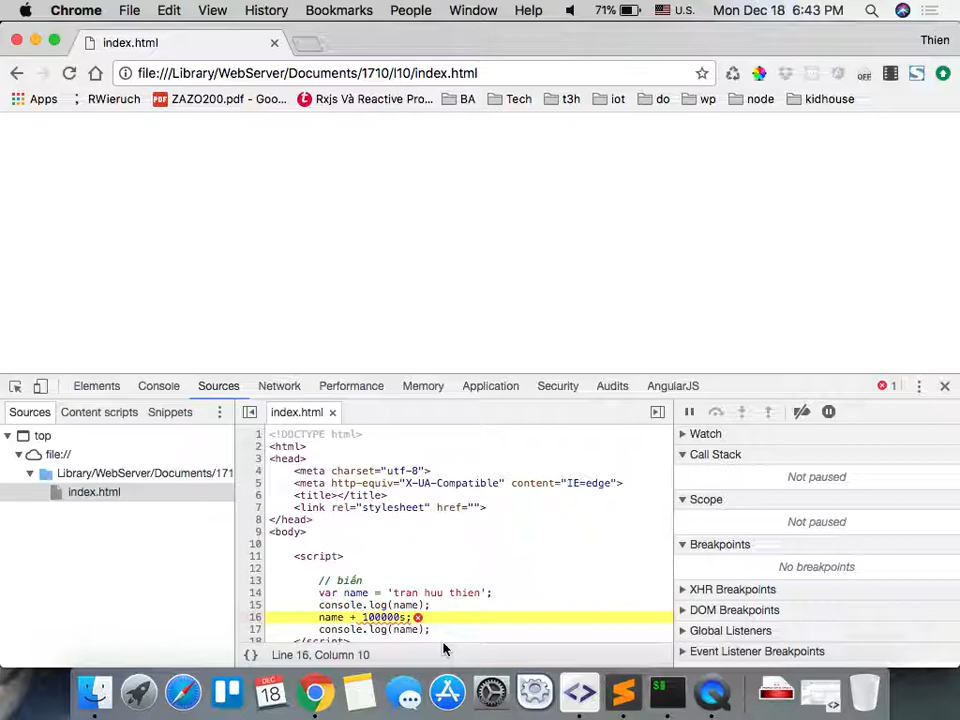 Chrome File Edit View History Bookmarks People Window Help 71% U.S. Mon Dec 18 6:43 PM
index.html Thien
file:///Library/WebServer/Documents/1710/l10/index.html OFF
Apps RWieruch PDF ZAZO200.pdf - Goo... Rxjs Và Reactive Pro... BA Tech t3h iot do wp node kidhouse
Elements Console Sources Network Performance Memory Application Security Audits AngularJS 1
Sources Content scripts Snippets index.html
top
file://
Library/WebServer/Documents/171
index.html
1 <!DOCTYPE html>
2 <html>
3 <head>
4 <meta charset="utf-8">
5 <meta http-equiv="X-UA-Compatible" content="IE=edge">
6 <title></title>
7 <link rel="stylesheet" href="">
8 </head>
9 <body>
10
11 <script>
12
13 // biến
14 var name = 'tran huu thien';
15 console.log(name);
16 name + 100000s;
17 console.log(name);
18 </script>
{} Line 16, Column 10
Watch
Call Stack
Not paused
Scope
Not paused
Breakpoints
No breakpoints
XHR Breakpoints
DOM Breakpoints
Global Listeners
Event Listener Breakpoints
DEC
18